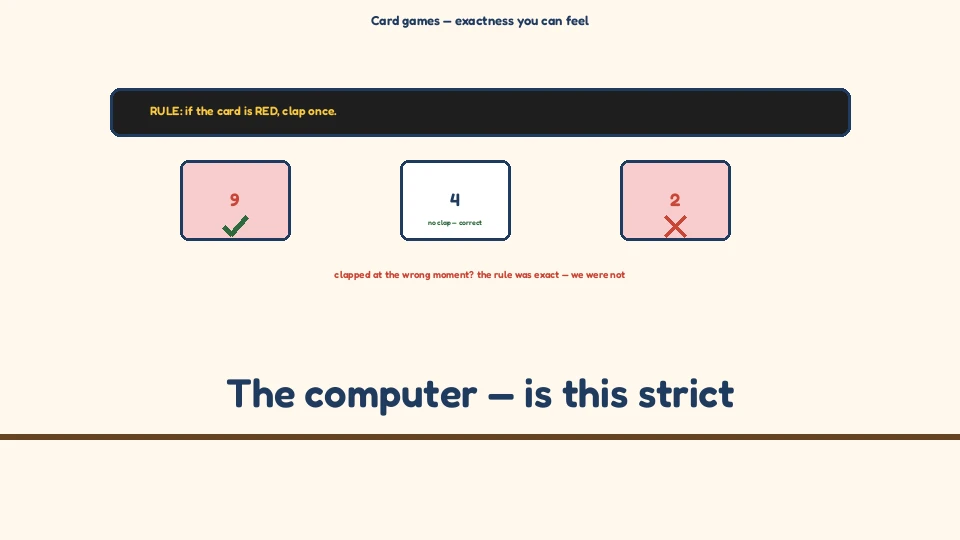 Card games — exactness you can feel
RULE: if the card is RED, clap once.
9
4
2
no clap — correct
clapped at the wrong moment? the rule was exact — we were not
The computer — is this strict